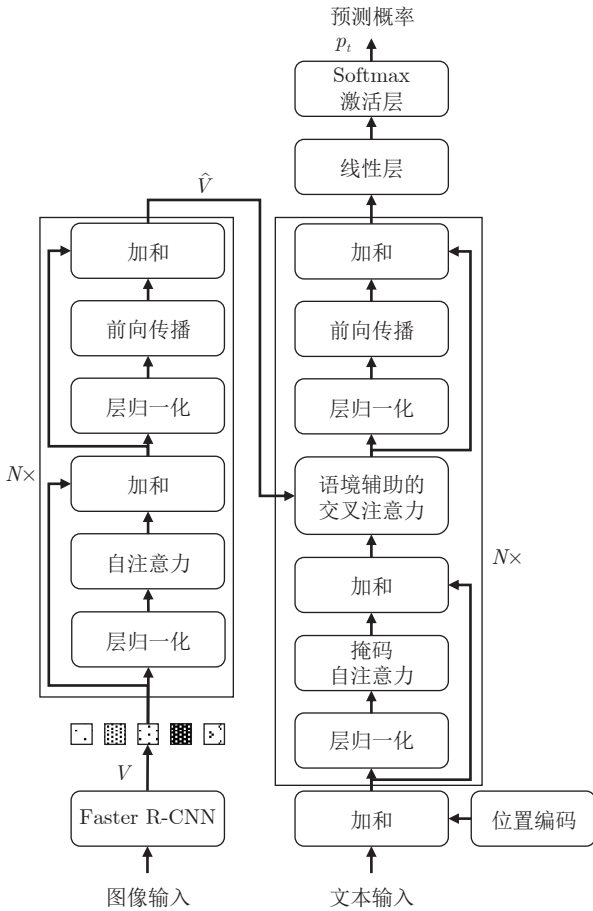 预测概率
p_t
Softmax
激活层
线性层
V̂
加和
前向传播
层归一化
加和
自注意力
层归一化
N×
V
Faster R-CNN
图像输入
加和
前向传播
层归一化
语境辅助的
交叉注意力
加和
掩码
自注意力
层归一化
N×
加和
位置编码
文本输入